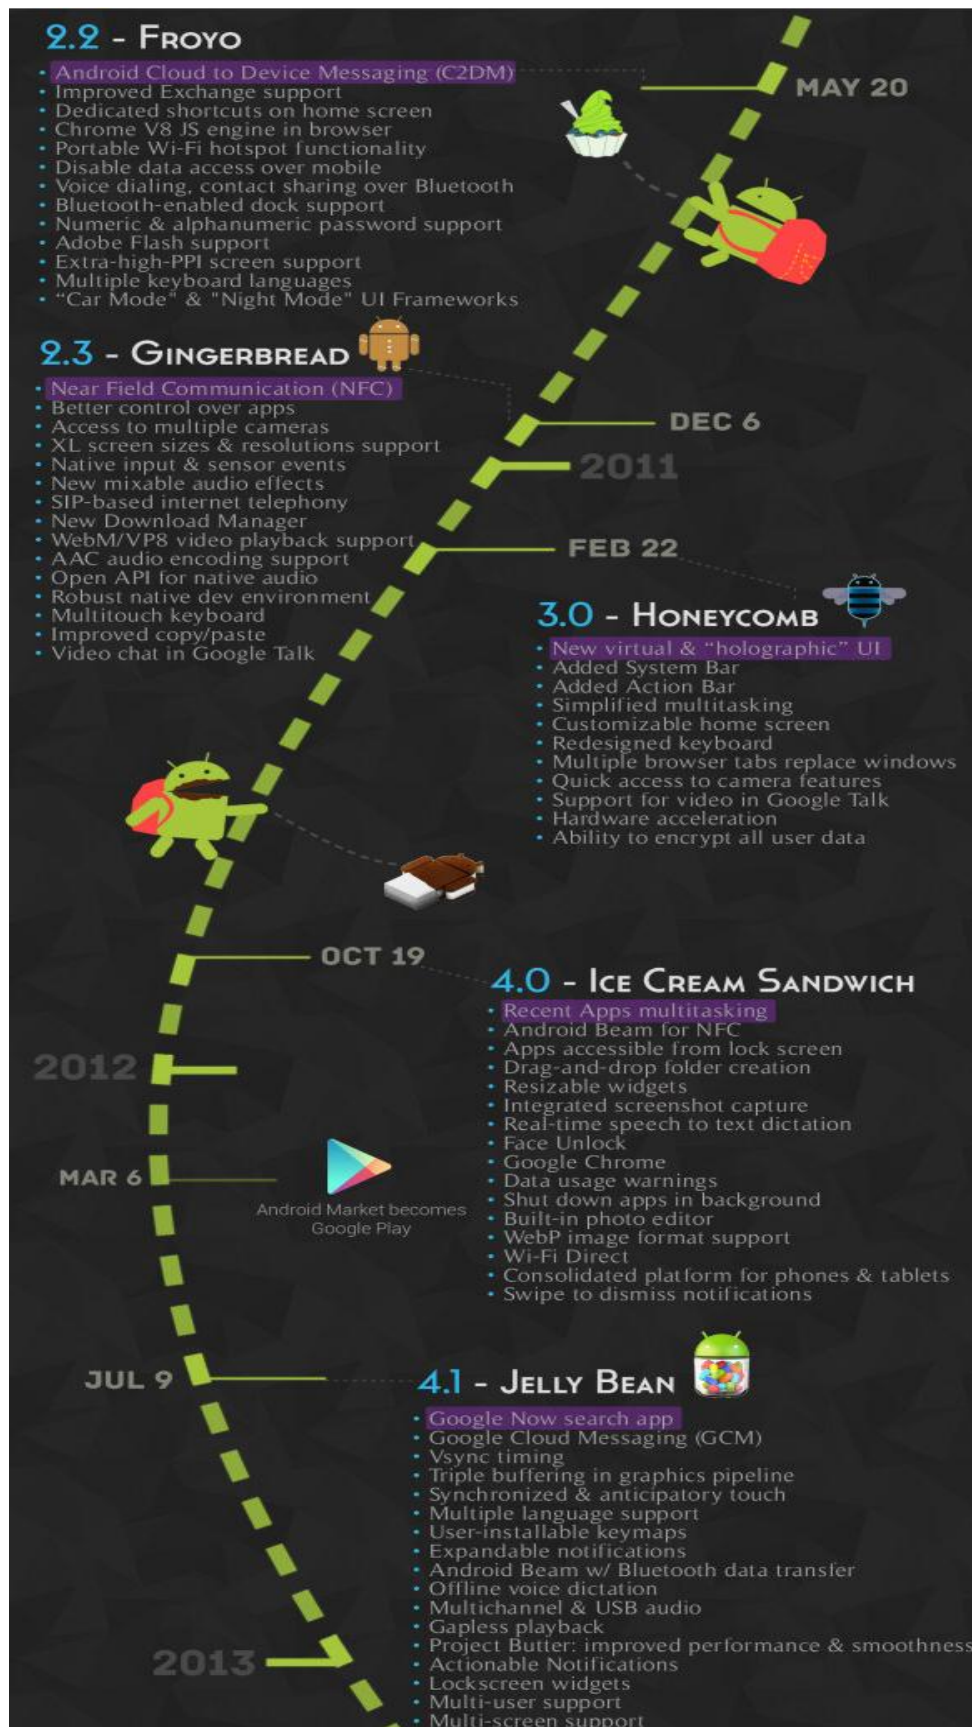 2.2 - Froyo
• Android Cloud to Device Messaging (C2DM)
• Improved Exchange support
• Dedicated shortcuts on home screen
• Chrome V8 JS engine in browser
• Portable Wi-Fi hotspot functionality
• Disable data access over mobile
• Voice dialing, contact sharing over Bluetooth
• Bluetooth-enabled dock support
• Numeric & alphanumeric password support
• Adobe Flash support
• Extra-high-PPI screen support
• Multiple keyboard languages
• “Car Mode" & "Night Mode" UI Frameworks
MAY 20
2.3 - Gingerbread
• Near Field Communication (NFC)
• Better control over apps
• Access to multiple cameras
• XL screen sizes & resolutions support
• Native input & sensor events
• New mixable audio effects
• SIP-based internet telephony
• New Download Manager
• WebM/VP8 video playback support
• AAC audio encoding support
• Open API for native audio
• Robust native dev environment
• Multitouch keyboard
• Improved copy/paste
• Video chat in Google Talk
DEC 6
2011
FEB 22
3.0 - Honeycomb
• New virtual & “holographic” UI
• Added System Bar
• Added Action Bar
• Simplified multitasking
• Customizable home screen
• Redesigned keyboard
• Multiple browser tabs replace windows
• Quick access to camera features
• Support for video in Google Talk
• Hardware acceleration
• Ability to encrypt all user data
OCT 19
4.0 - Ice Cream Sandwich
• Recent Apps multitasking
• Android Beam for NFC
• Apps accessible from lock screen
• Drag-and-drop folder creation
• Resizable widgets
• Integrated screenshot capture
• Real-time speech to text dictation
• Face Unlock
• Google Chrome
• Data usage warnings
• Shut down apps in background
• Built-in photo editor
• WebP image format support
• Wi-Fi Direct
• Consolidated platform for phones & tablets
• Swipe to dismiss notifications
2012
MAR 6
Android Market becomes
Google Play
JUL 9
4.1 - Jelly Bean
• Google Now search app
• Google Cloud Messaging (GCM)
• Vsync timing
• Triple buffering in graphics pipeline
• Synchronized & anticipatory touch
• Multiple language support
• User-installable keymaps
• Expandable notifications
• Android Beam w/ Bluetooth data transfer
• Offline voice dictation
• Multichannel & USB audio
• Gapless playback
• Project Butter: improved performance & smoothness
• Actionable Notifications
• Lockscreen widgets
• Multi-user support
• Multi-screen support
2013